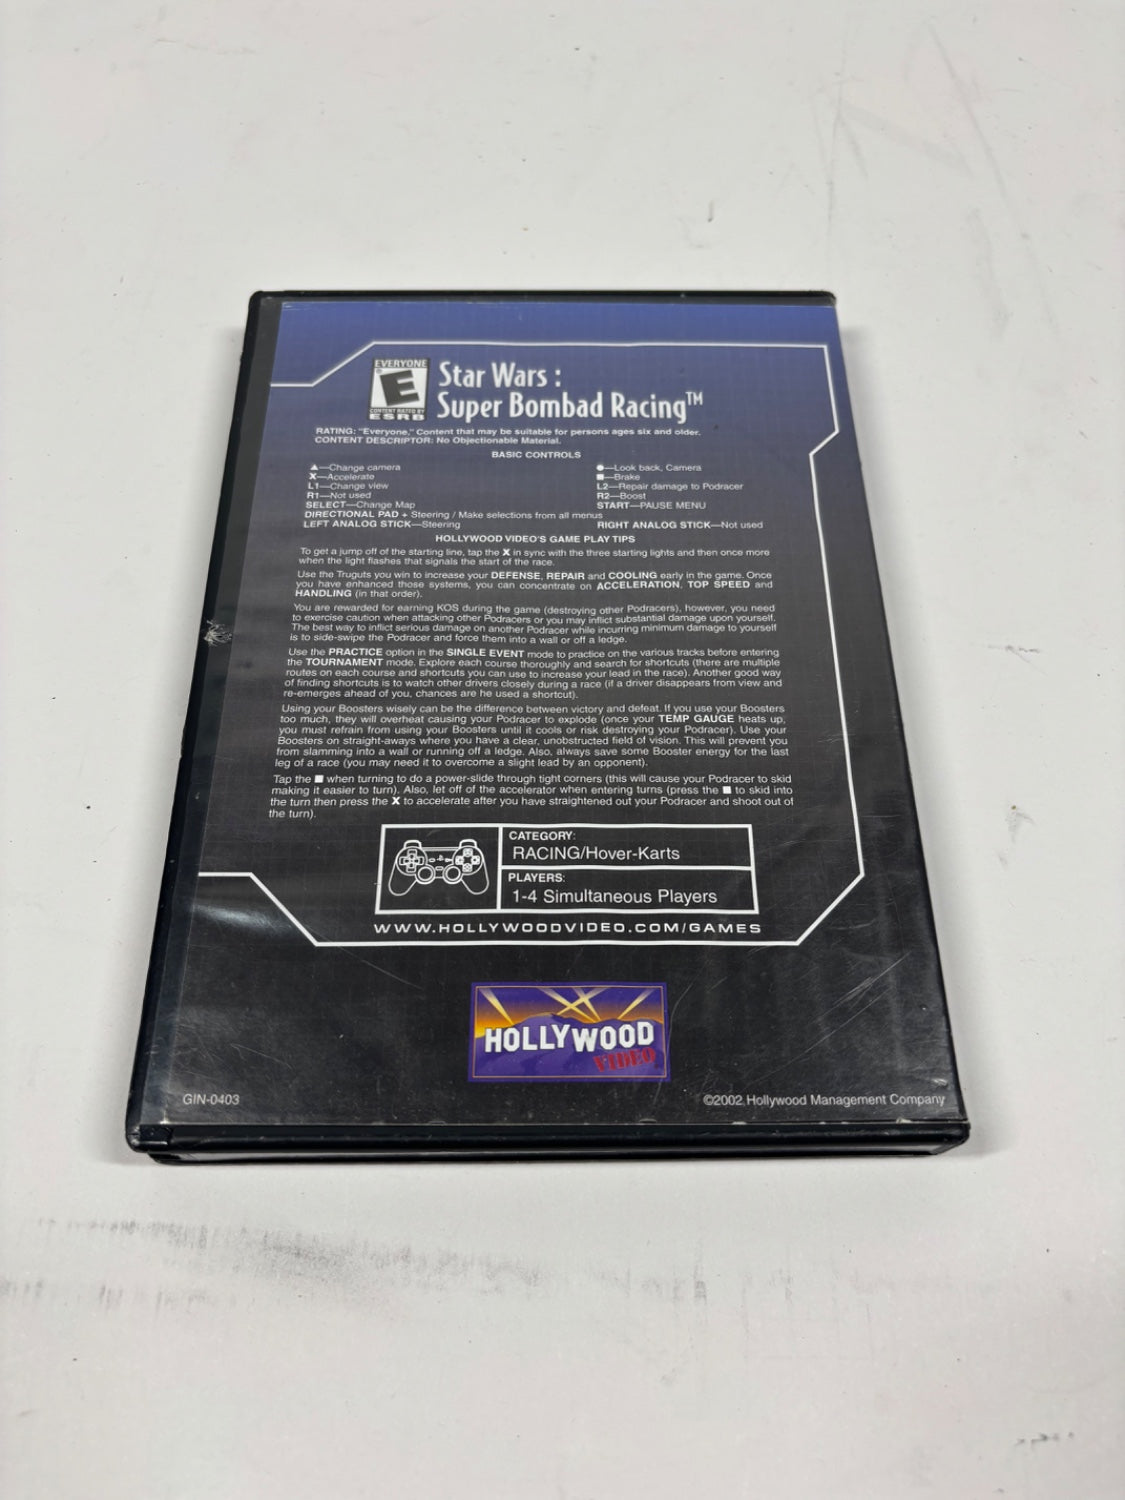 EVERYONE
E
CONTENT RATED BY
ESRB
Star Wars :
Super Bombad Racing™
RATING: "Everyone," Content that may be suitable for persons ages six and older.
CONTENT DESCRIPTOR: No Objectionable Material.
BASIC CONTROLS
▲—Change camera
X—Accelerate
L1—Change view
R1—Not used
SELECT—Change Map
DIRECTIONAL PAD + Steering / Make selections from all menus
LEFT ANALOG STICK—Steering
●—Look back, Camera
■—Brake
L2—Repair damage to Podracer
R2—Boost
START—PAUSE MENU
RIGHT ANALOG STICK—Not used
HOLLYWOOD VIDEO'S GAME PLAY TIPS
To get a jump off of the starting line, tap the X in sync with the three starting lights and then once more
when the light flashes that signals the start of the race.
Use the Truguts you win to increase your DEFENSE, REPAIR and COOLING early in the game. Once
you have enhanced those systems, you can concentrate on ACCELERATION, TOP SPEED and
HANDLING (in that order).
You are rewarded for earning KOS during the game (destroying other Podracers), however, you need
to exercise caution when attacking other Podracers or you may inflict substantial damage upon yourself.
The best way to inflict serious damage on another Podracer while incurring minimum damage to yourself
is to side-swipe the Podracer and force them into a wall or off a ledge.
Use the PRACTICE option in the SINGLE EVENT mode to practice on the various tracks before entering
the TOURNAMENT mode. Explore each course thoroughly and search for shortcuts (there are multiple
routes on each course and shortcuts you can use to increase your lead in the race). Another good way
of finding shortcuts is to watch other drivers closely during a race (if a driver disappears from view and
re-emerges ahead of you, chances are he used a shortcut).
Using your Boosters wisely can be the difference between victory and defeat. If you use your Boosters
too much, they will overheat causing your Podracer to explode (once your TEMP GAUGE heats up,
you must refrain from using your Boosters until it cools or risk destroying your Podracer). Use your
Boosters on straight-aways where you have a clear, unobstructed field of vision. This will prevent you
from slamming into a wall or running off a ledge. Also, always save some Booster energy for the last
leg of a race (you may need it to overcome a slight lead by an opponent).
Tap the ■ when turning to do a power-slide through tight corners (this will cause your Podracer to skid
making it easier to turn). Also, let off of the accelerator when entering turns (press the ■ to skid into
the turn then press the X to accelerate after you have straightened out your Podracer and shoot out of
the turn).
CATEGORY:
RACING/Hover-Karts
PLAYERS:
1-4 Simultaneous Players
WWW.HOLLYWOODVIDEO.COM/GAMES
HOLLYWOOD
VIDEO
GIN-0403
©2002 Hollywood Management Company